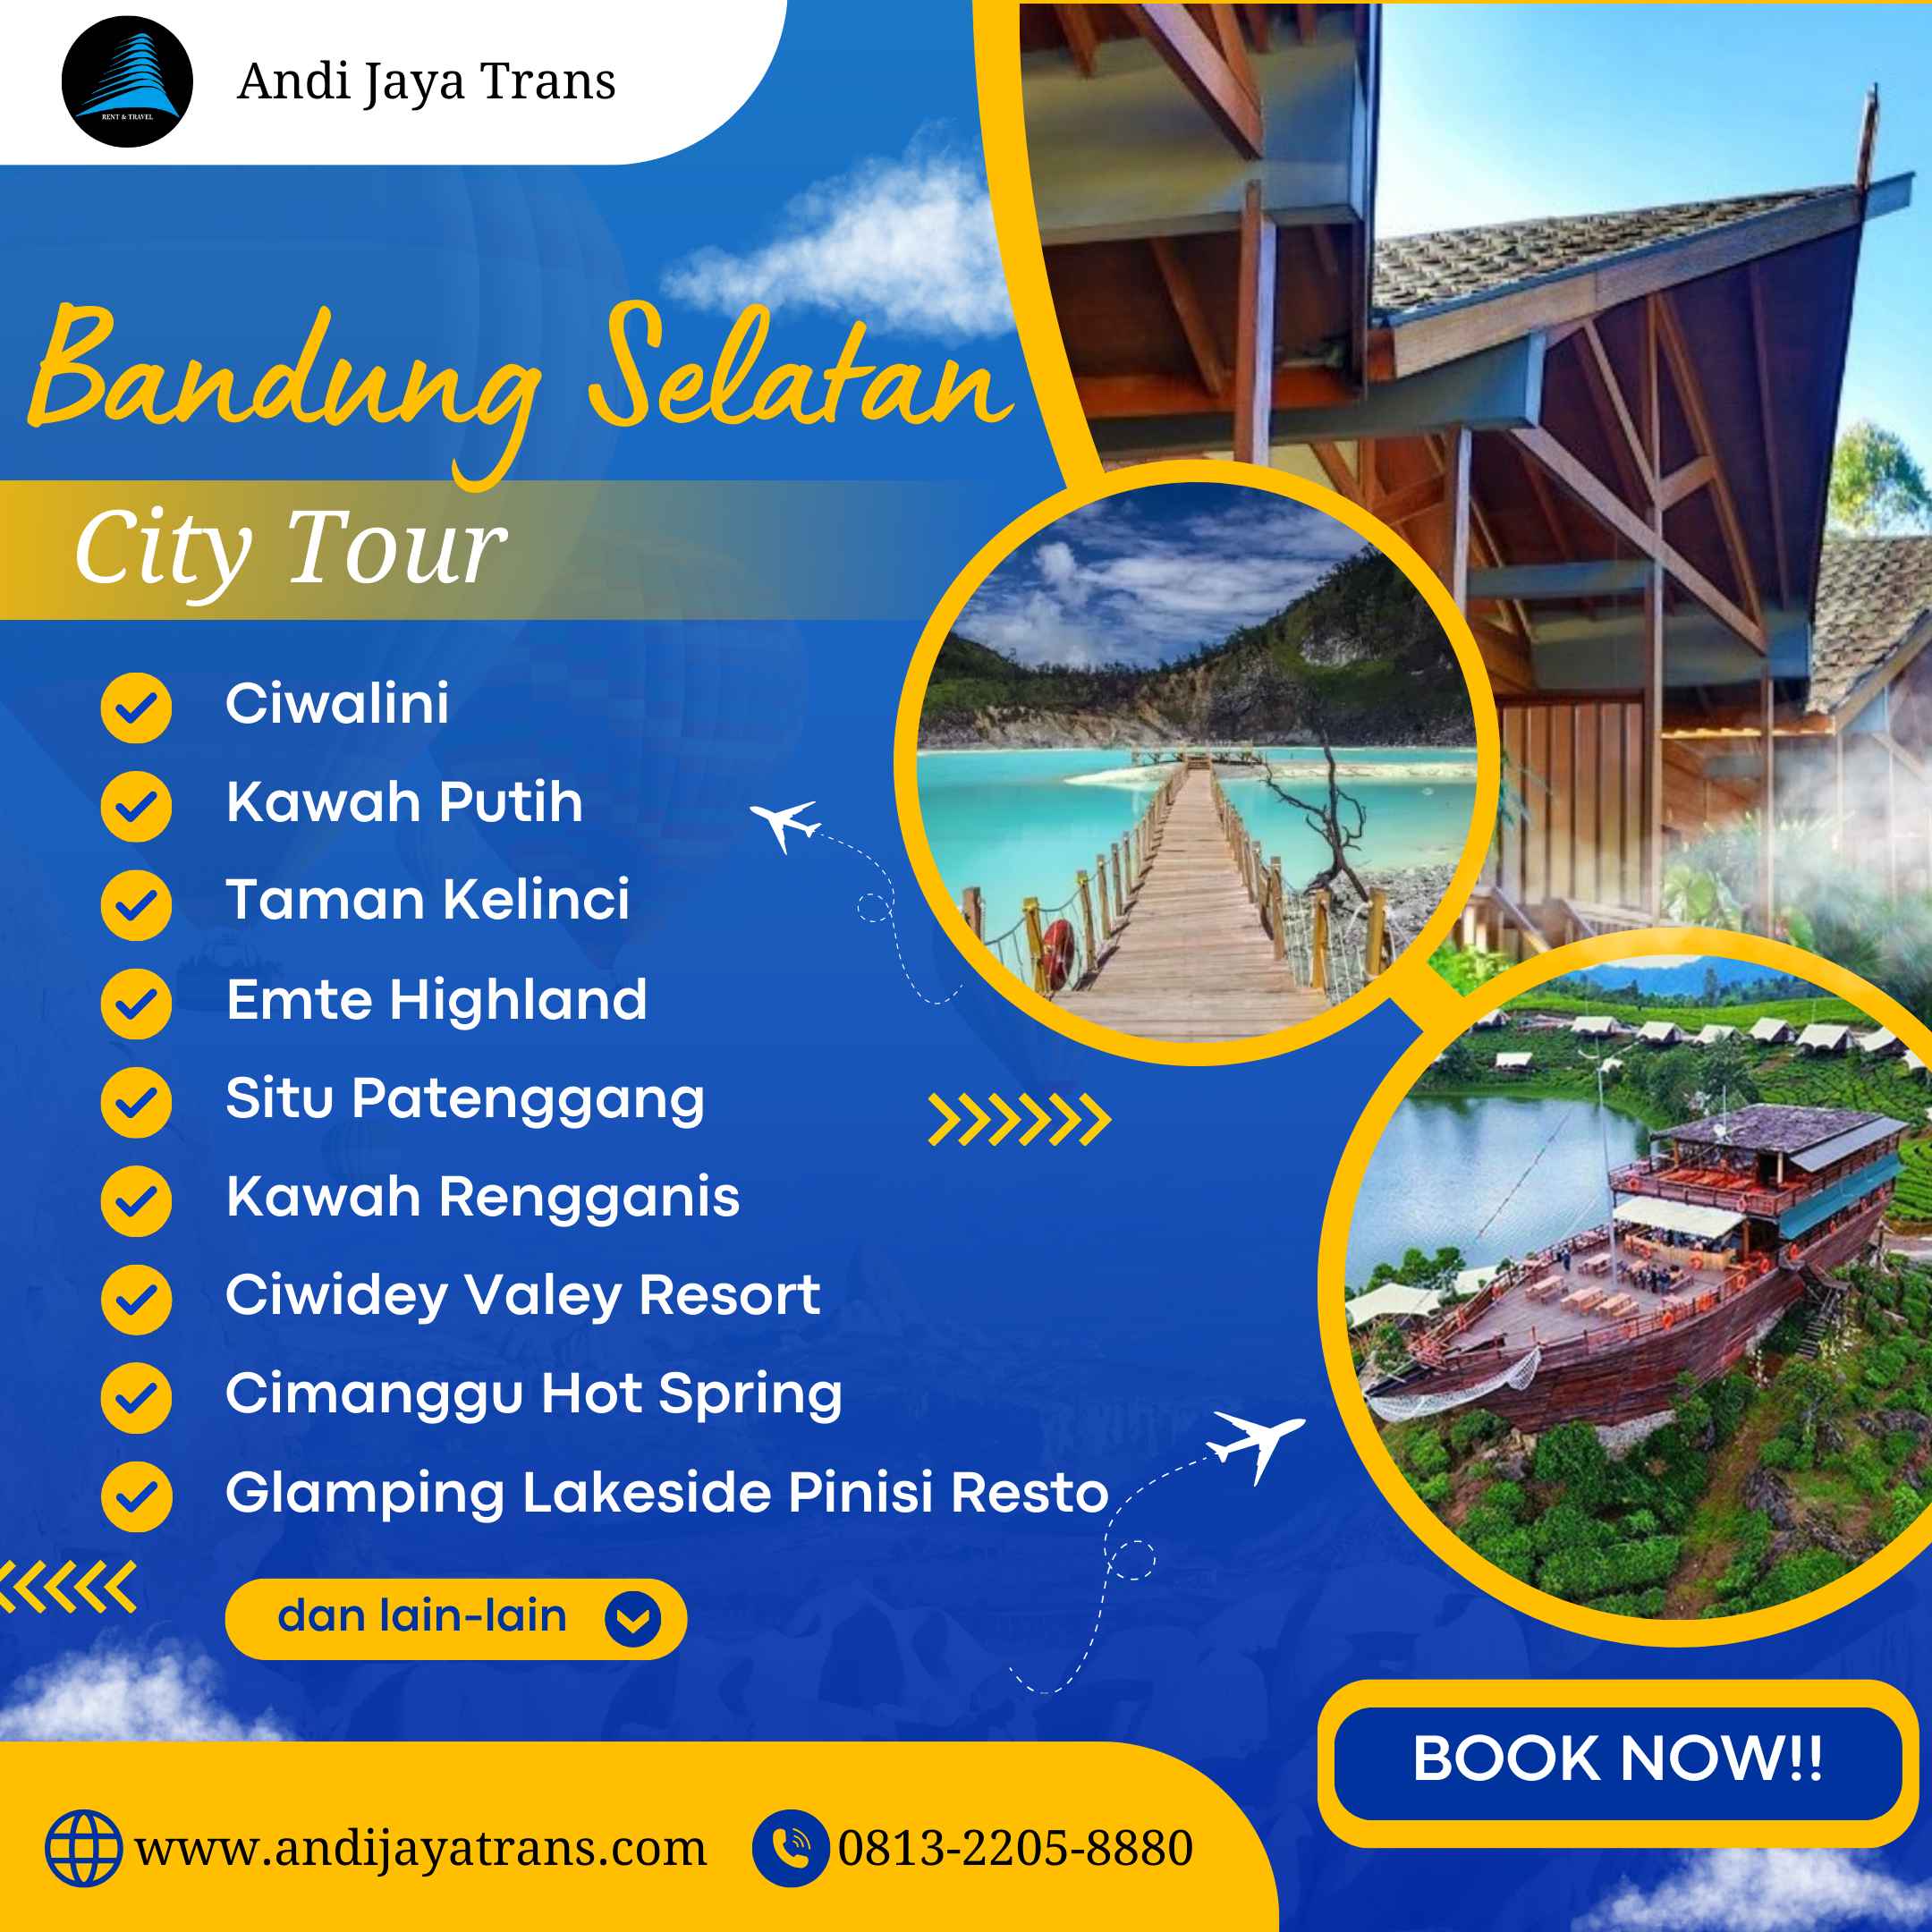 RENT & TRAVEL
Andi Jaya Trans
Bandung Selatan
City Tour
Ciwalini
Kawah Putih
Taman Kelinci
Emte Highland
Situ Patenggang
Kawah Rengganis
Ciwidey Valey Resort
Cimanggu Hot Spring
Glamping Lakeside Pinisi Resto
dan lain-lain
BOOK NOW!!
www.andijayatrans.com
0813-2205-8880